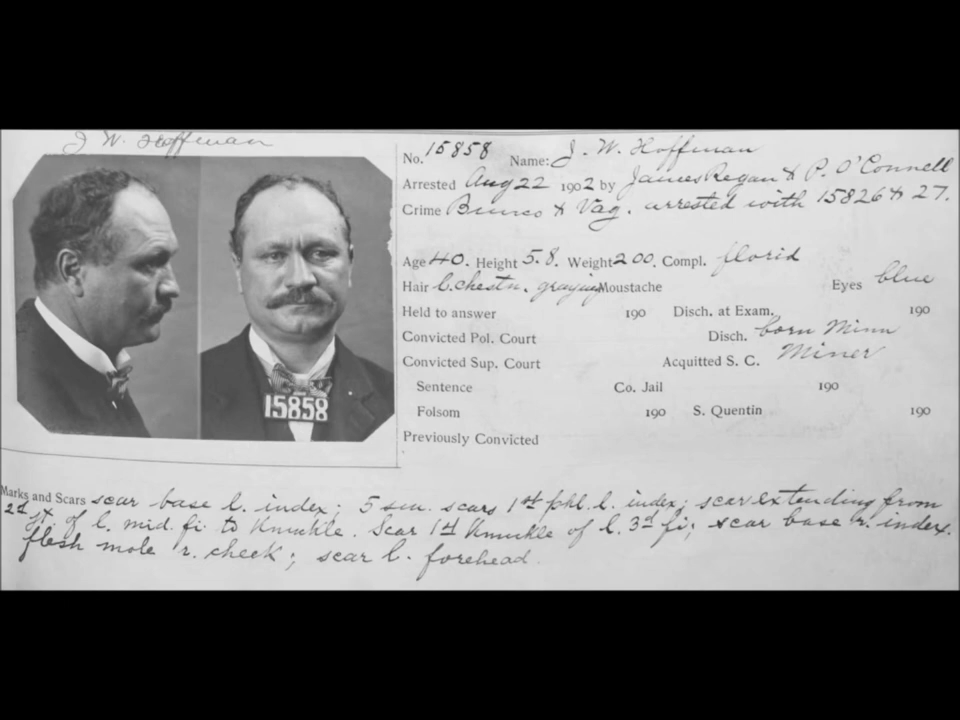 J W. Hoffman
No. 15858 Name: J. W. Hoffman
Arrested Aug 22 1902 by James Regan & P. O'Connell
Crime Bunco & Vag. arrested with 15826 & 27.
Age 40. Height 5.8. Weight 200. Compl. florid
Hair l. chestn. graying Moustache Eyes blue
Held to answer 190 Disch. at Exam. 190
Convicted Pol. Court Disch. born Minn
Convicted Sup. Court Acquitted S. C. Miner
Sentence Co. Jail 190
Folsom 190 S. Quentin 190
Previously Convicted
15858
Marks and Scars scar base l. index; 5 sm. scars 1st phl. l. index; scar extending from
2d jt. of l. mid. fi to Knuckle. Scar 1st Knuckle of l. 3d fi; scar base r. index.
flesh mole r. cheek; scar l. forehead.